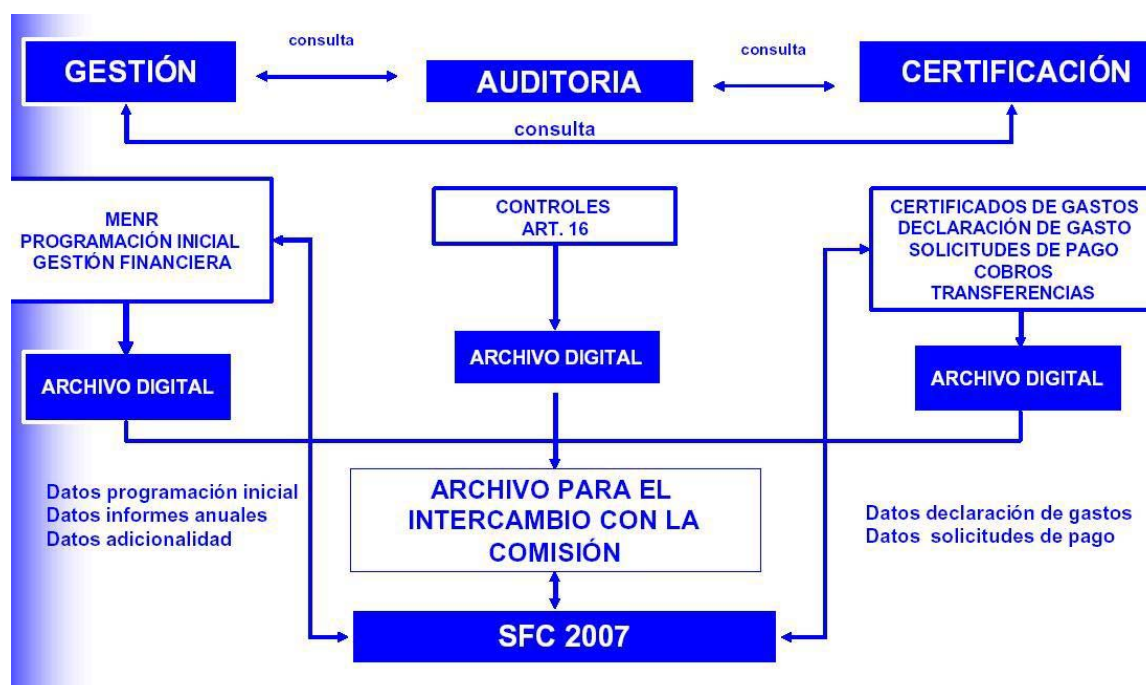 consulta
consulta
GESTIÓN
AUDITORIA
CERTIFICACIÓN
consulta
MENR
PROGRAMACIÓN INICIAL
GESTIÓN FINANCIERA
CONTROLES
ART. 16
CERTIFICADOS DE GASTOS
DECLARACIÓN DE GASTO
SOLICITUDES DE PAGO
COBROS
TRANSFERENCIAS
ARCHIVO DIGITAL
ARCHIVO DIGITAL
ARCHIVO DIGITAL
Datos programación inicial
Datos informes anuales
Datos adicionalidad
ARCHIVO PARA EL
INTERCAMBIO CON LA
COMISIÓN
Datos declaración de gastos
Datos solicitudes de pago
SFC 2007